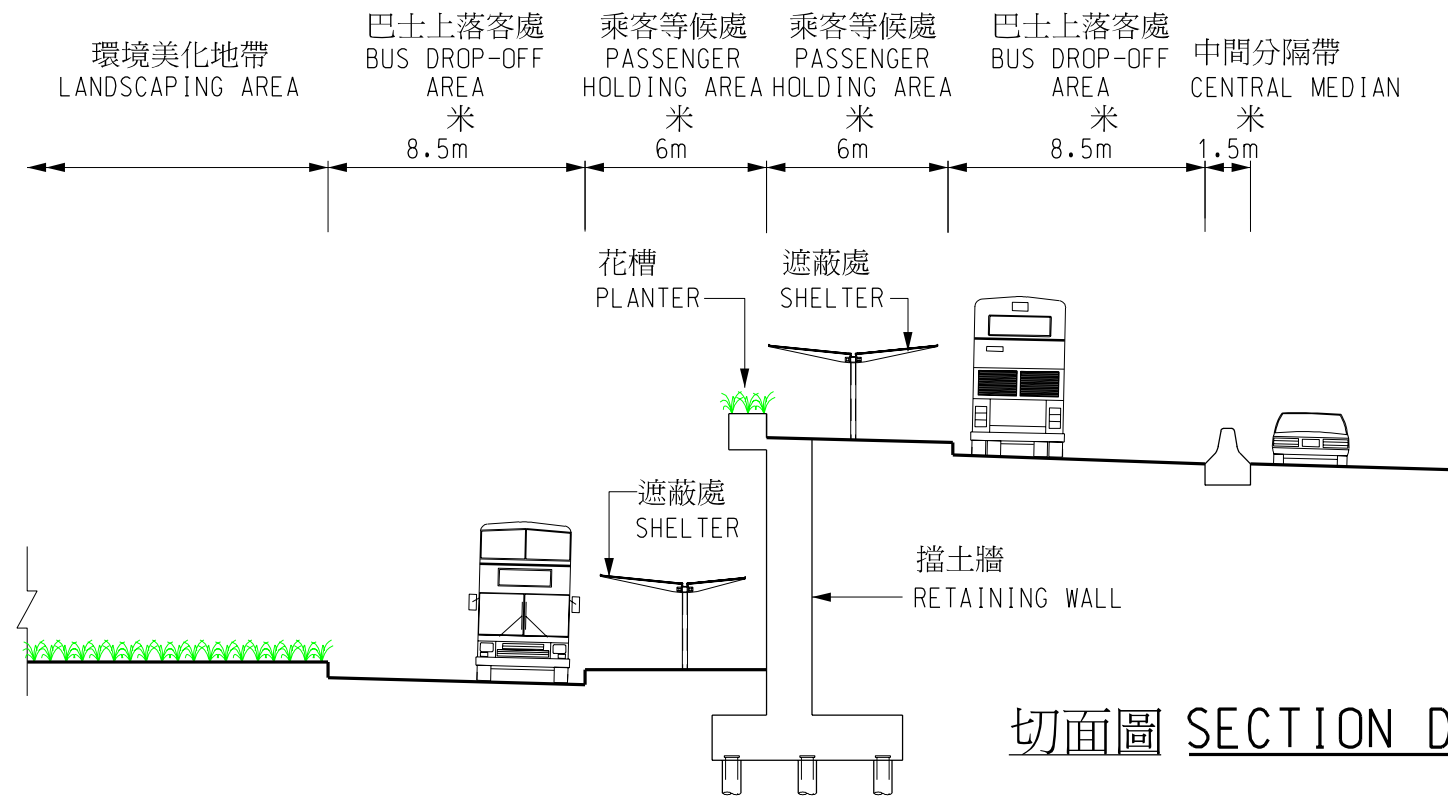 環境美化地帶
LANDSCAPING AREA
巴士上落客處
BUS DROP-OFF
AREA
米
8.5m
乘客等候處
PASSENGER
HOLDING AREA
米
6m
乘客等候處
PASSENGER
HOLDING AREA
米
6m
巴士上落客處
BUS DROP-OFF
AREA
米
8.5m
中間分隔帶
CENTRAL MEDIAN
米
1.5m
花槽
PLANTER
遮蔽處
SHELTER
遮蔽處
SHELTER
擋土牆
RETAINING WALL
切面圖 SECTION D